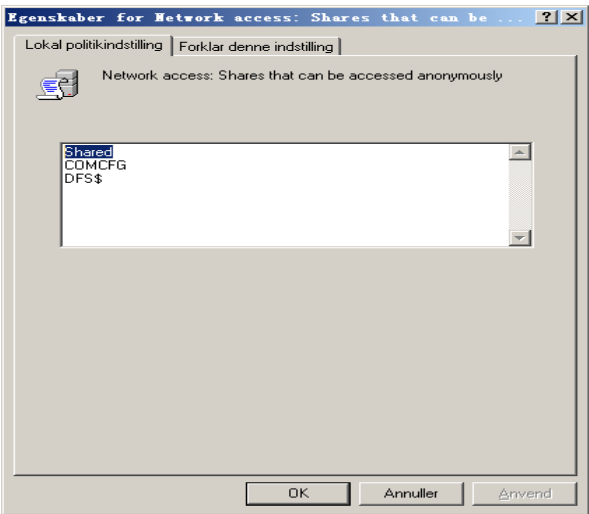 Egenskaber for Network access: Shares that can be ...
Lokal politikindstilling
Forklar denne indstilling
Network access: Shares that can be accessed anonymously
Shared
COMCFG
DFS$
OK
Annuller
Anvend